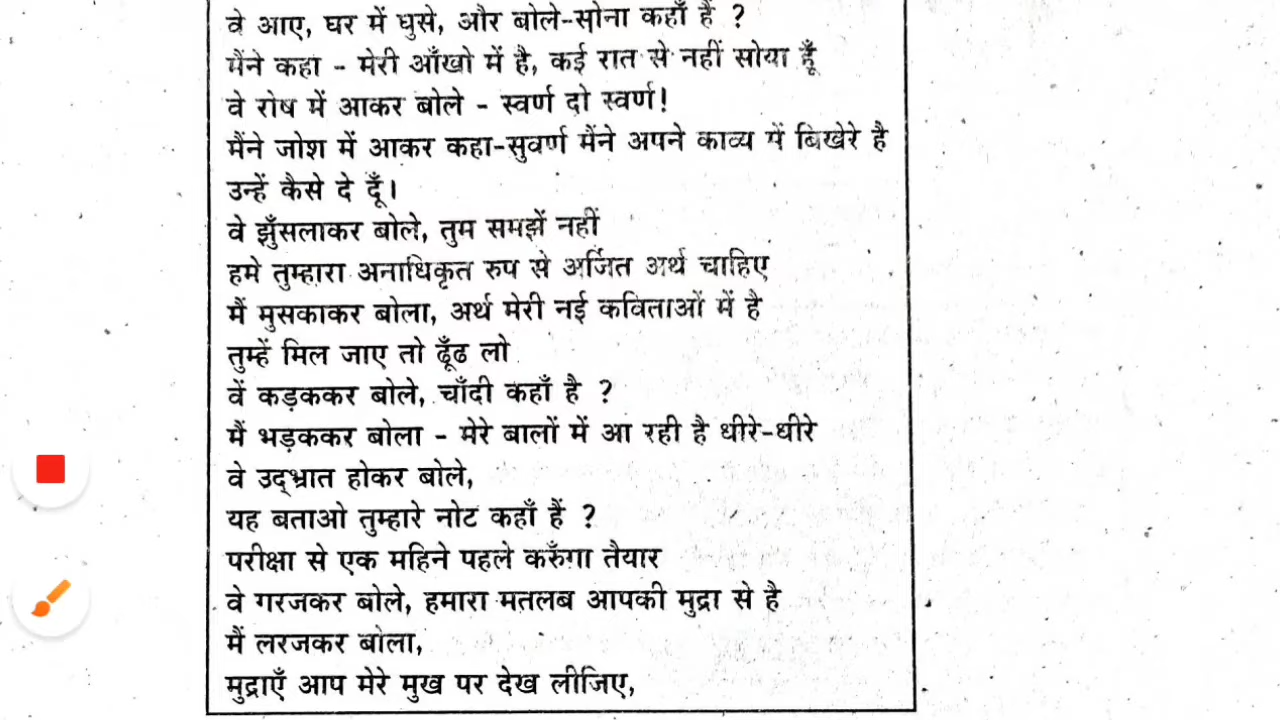 वे आए, घर में घुसे, और बोले-सोना कहाँ हैं ?
मैंने कहा - मेरी आँखो में है, कई रात से नहीं सोया हूँ
वे रोष में आकर बोले - स्वर्ण दो स्वर्ण!
मैंने जोश में आकर कहा-सुवर्ण मैंने अपने काव्य में बिखेरे है
उन्हें कैसे दे दूँ।
वे झुँसलाकर बोले, तुम समझें नहीं
हमे तुम्हारा अनाधिकृत रुप से अर्जित अर्थ चाहिए
मैं मुसकाकर बोला, अर्थ मेरी नई कविताओं में है
तुम्हें मिल जाए तो ढूँढ लो
वें कड़ककर बोले, चाँदी कहाँ है ?
मैं भड़ककर बोला - मेरे बालों में आ रही है धीरे-धीरे
वे उद्भ्रात होकर बोले,
यह बताओ तुम्हारे नोट कहाँ हैं ?
परीक्षा से एक महिने पहले करुँगा तैयार
वे गरजकर बोले, हमारा मतलब आपकी मुद्रा से है
मैं लरजकर बोला,
मुद्राएँ आप मेरे मुख पर देख लीजिए,